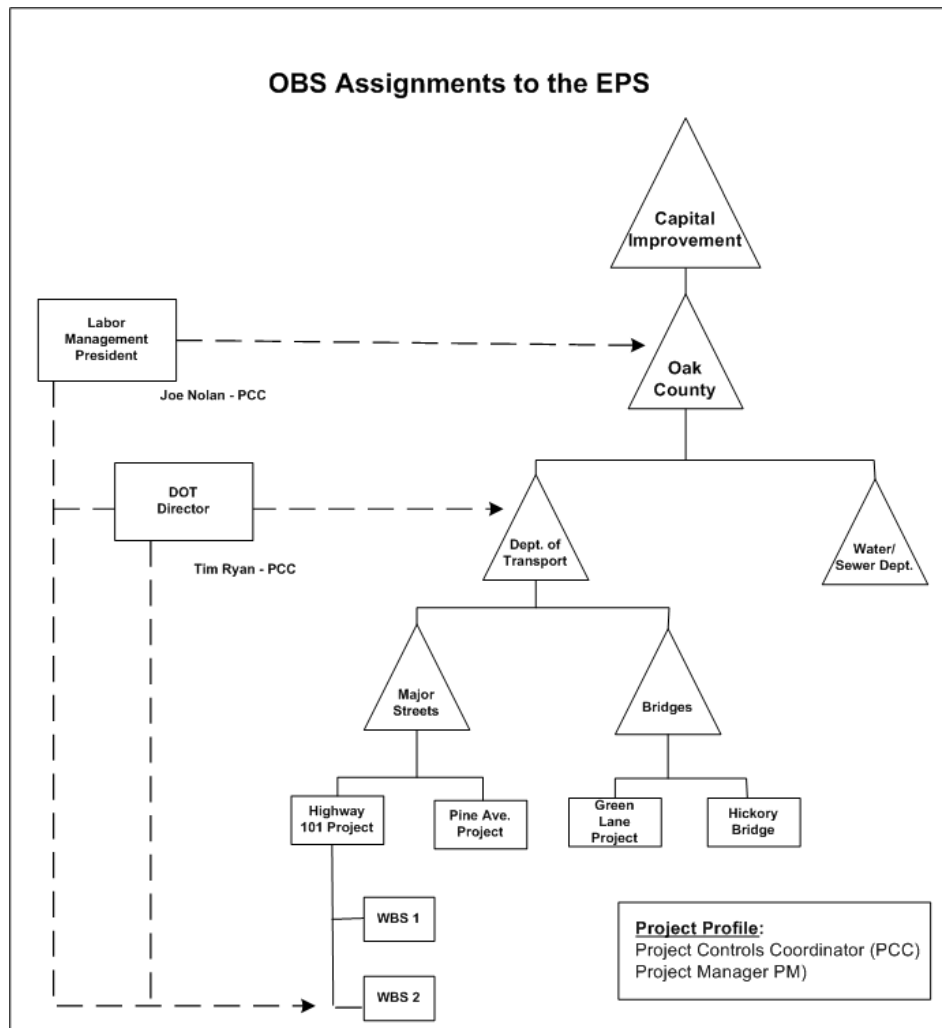 OBS Assignments to the EPS
Capital
Improvement
Labor
Management
President
Joe Nolan - PCC
Oak
County
DOT
Director
Tim Ryan - PCC
Dept. of
Transport
Water/
Sewer Dept.
Major
Streets
Bridges
Highway
101 Project
Pine Ave.
Project
Green
Lane
Project
Hickory
Bridge
WBS 1
WBS 2
Project Profile:
Project Controls Coordinator (PCC)
Project Manager PM)